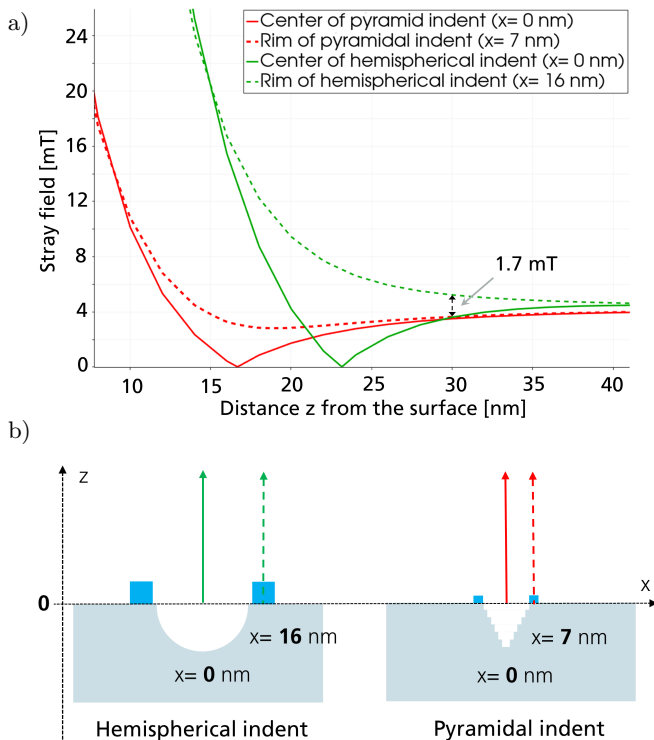 a)
Center of pyramid indent (x= 0 nm)
Rim of pyramidal indent (x= 7 nm)
Center of hemispherical indent (x= 0 nm)
Rim of hemispherical indent (x= 16 nm)
24
20
16
12
8
4
0
Stray field [mT]
1.7 mT
10 15 20 25 30 35 40
Distance z from the surface [nm]
b)
z
x
0
x= 16 nm
x= 7 nm
x= 0 nm
x= 0 nm
Hemispherical indent
Pyramidal indent